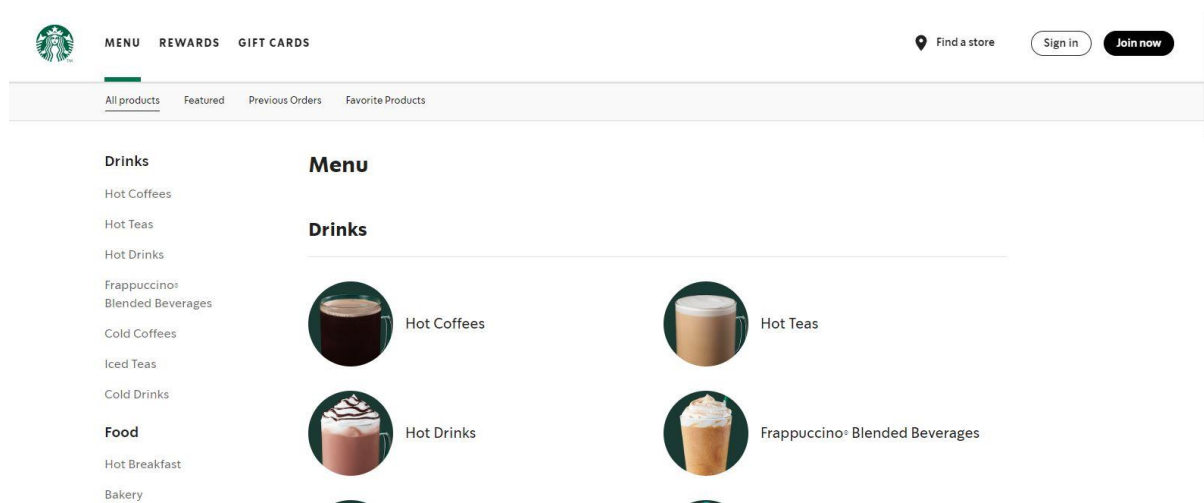 MENU REWARDS GIFT CARDS
Find a store
Sign in
Join now
All products Featured Previous Orders Favorite Products
Drinks
Hot Coffees
Hot Teas
Hot Drinks
Frappuccino®
Blended Beverages
Cold Coffees
Iced Teas
Cold Drinks
Food
Hot Breakfast
Bakery
Menu
Drinks
Hot Coffees
Hot Teas
Hot Drinks
Frappuccino® Blended Beverages